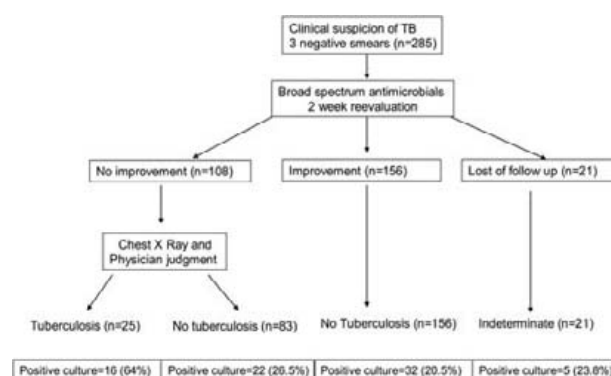 Clinical suspicion of TB
3 negative smears (n=285)
Broad spectrum antimicrobials
2 week reevaluation
No improvement (n=108)
Improvement (n=156)
Lost of follow up (n=21)
Chest X Ray and
Physician judgment
Tuberculosis (n=25)
No tuberculosis (n=83)
No Tuberculosis (n=156)
Indeterminate (n=21)
Positive culture=16 (64%)
Positive culture=22 (26.5%)
Positive culture=32 (20.5%)
Positive culture=5 (23.8%)